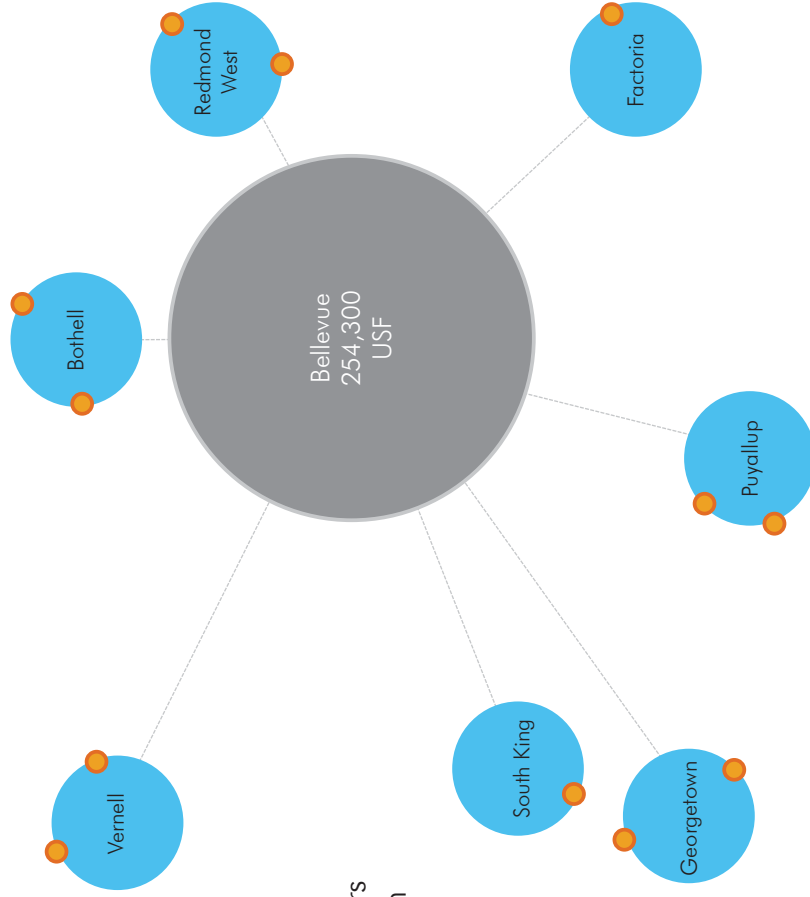 Vernell
Bothell
Redmond
West
Bellevue
254,300
USF
South King
Georgetown
Puyallup
Factoria